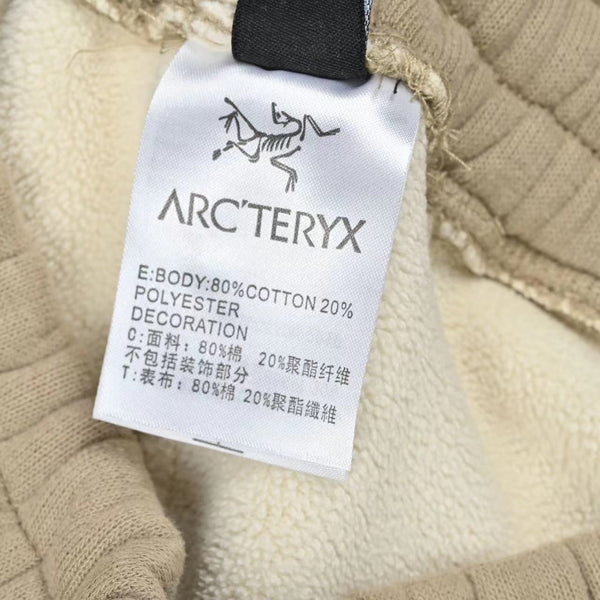 ARC'TERYX
E:BODY:80%COTTON 20%
POLYESTER
DECORATION
C:面料:80%棉 20%聚酯纤维
不包括装饰部分
T:表布:80%棉 20%聚酯纖維